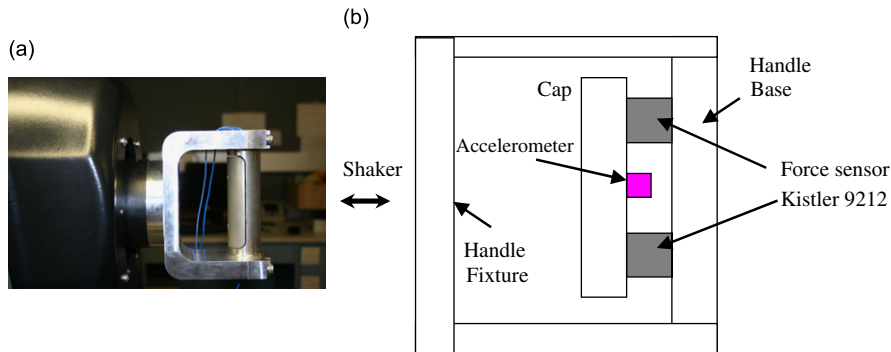 (a)
(b)
Shaker
Cap
Accelerometer
Handle
Fixture
Handle
Base
Force sensor
Kistler 9212